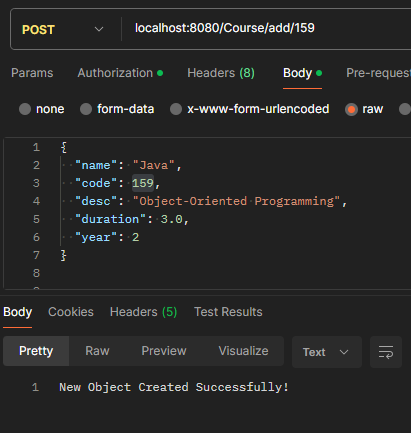 POST localhost:8080/Course/add/159
Params Authorization Headers (8) Body Pre-request
none form-data x-www-form-urlencoded raw
1 {
2 "name": "Java",
3 "code": 159,
4 "desc": "Object-Oriented Programming",
5 "duration": 3.0,
6 "year": 2
7 }
8
Body Cookies Headers (5) Test Results
Pretty Raw Preview Visualize Text
1 New Object Created Successfully!